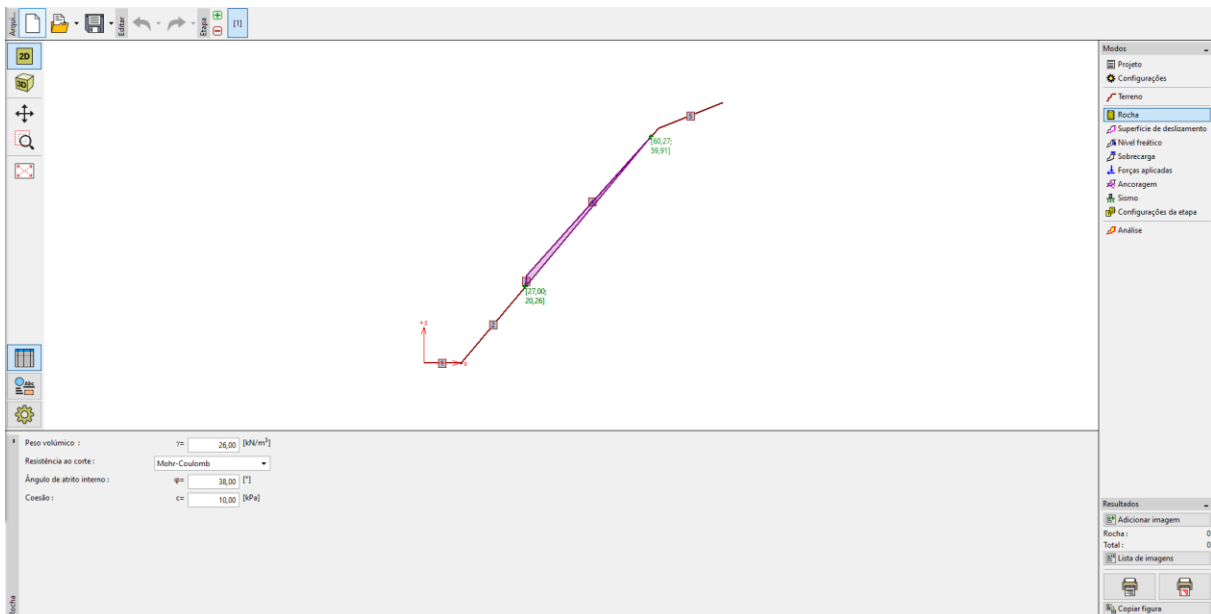 Arqui...
Editar
Etapa
[1]
2D
3D
Modos
Projeto
Configurações
Terreno
Rocha
Superfície de deslizamento
Nível freático
Sobrecarga
Forças aplicadas
Ancoragem
Sismo
Configurações da etapa
Análise
5
[60,27;
59,91]
[27,00;
20,26]
2
+z
+x
Abc
Peso volúmico : γ= 26,00 [kN/m³]
Resistência ao corte : Mohr-Coulomb
Ângulo de atrito interno : φ= 38,00 [°]
Coesão : c= 10,00 [kPa]
Rocha
Resultados
Adicionar imagem
Rocha : 0
Total : 0
Lista de imagens
Copiar figura